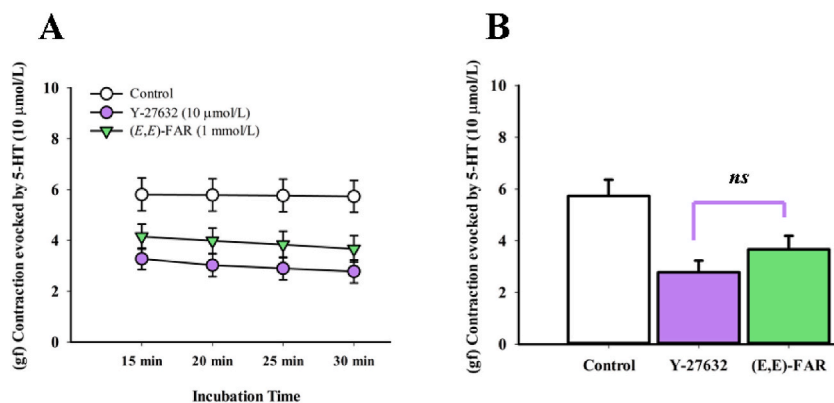 A
(gf) Contraction evocked by 5-HT (10 μmol/L)
10
8
6
4
2
0
Control
Y-27632 (10 μmol/L)
(E,E)-FAR (1 mmol/L)
15 min 20 min 25 min 30 min
Incubation Time
B
(gf) Contraction evocked by 5-HT (10 μmol/L)
10
8
6
4
2
0
ns
Control Y-27632 (E,E)-FAR